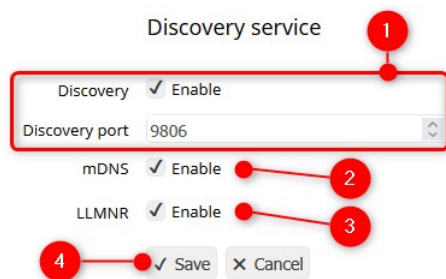 Discovery service
1
Discovery ✓ Enable
Discovery port 9806
mDNS ✓ Enable
2
LLMNR ✓ Enable
3
4
✓ Save × Cancel